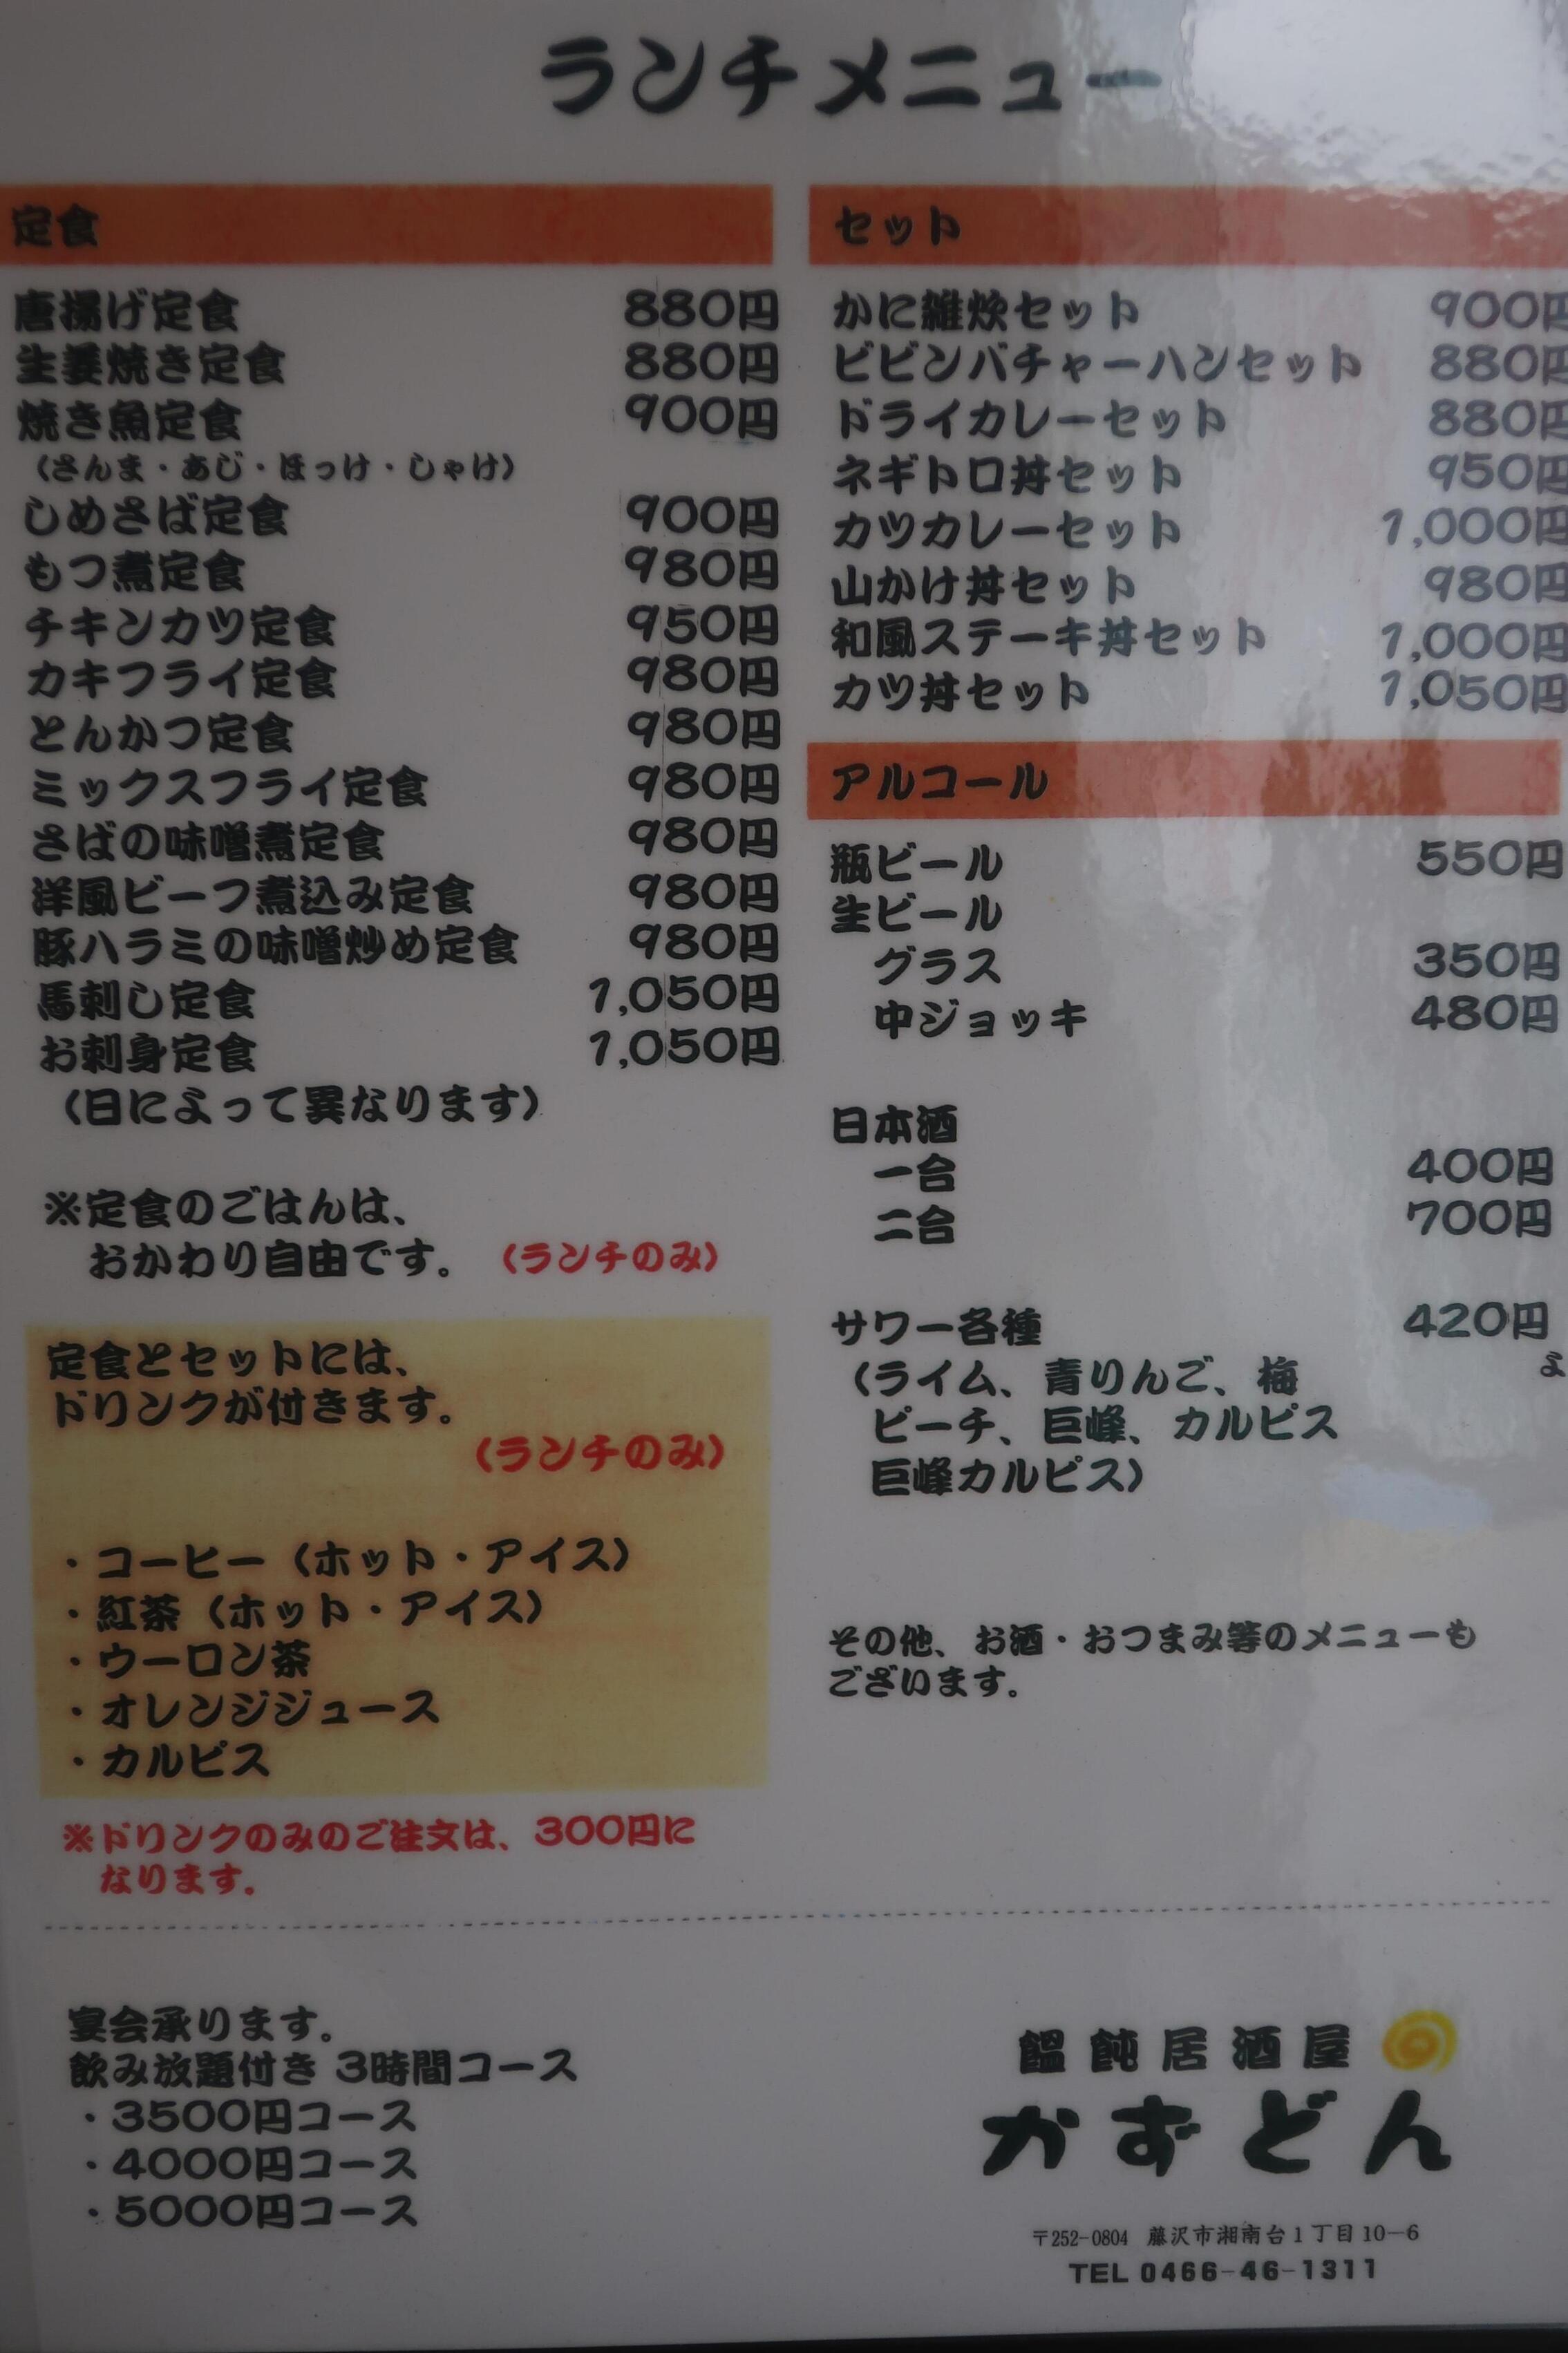 ランチメニュー
定食
唐揚げ定食 880円
生姜焼き定食 880円
焼き魚定食 900円
（さんま・あじ・ほっけ・しゃけ）
しめさば定食 900円
もつ煮定食 980円
チキンカツ定食 950円
カキフライ定食 980円
とんかつ定食 980円
ミックスフライ定食 980円
さばの味噌煮定食 980円
洋風ビーフ煮込み定食 980円
豚ハラミの味噌炒め定食 980円
馬刺し定食 1,050円
お刺身定食 1,050円
（日によって異なります）
※定食のごはんは、
おかわり自由です。（ランチのみ）
定食とセットには、
ドリンクが付きます。
（ランチのみ）
・コーヒー（ホット・アイス）
・紅茶（ホット・アイス）
・ウーロン茶
・オレンジジュース
・カルピス
※ドリンクのみのご注文は、300円に
なります。
セット
かに雑炊セット 900円
ビビンバチャーハンセット 880円
ドライカレーセット 880円
ネギトロ丼セット 950円
カツカレーセット 1,000円
山かけ丼セット 980円
和風ステーキ丼セット 1,000円
カツ丼セット 1,050円
アルコール
瓶ビール 550円
生ビール
グラス 350円
中ジョッキ 480円
日本酒
一合 400円
二合 700円
サワー各種 420円
よ
（ライム、青りんご、梅
ピーチ、巨峰、カルピス
巨峰カルピス）
その他、お酒・おつまみ等のメニューも
ございます。
宴会承ります。
飲み放題付き 3時間コース
・3500円コース
・4000円コース
・5000円コース
饂飩居酒屋
かずどん
〒252-0804 藤沢市湘南台1丁目10-6
TEL 0466-46-1311